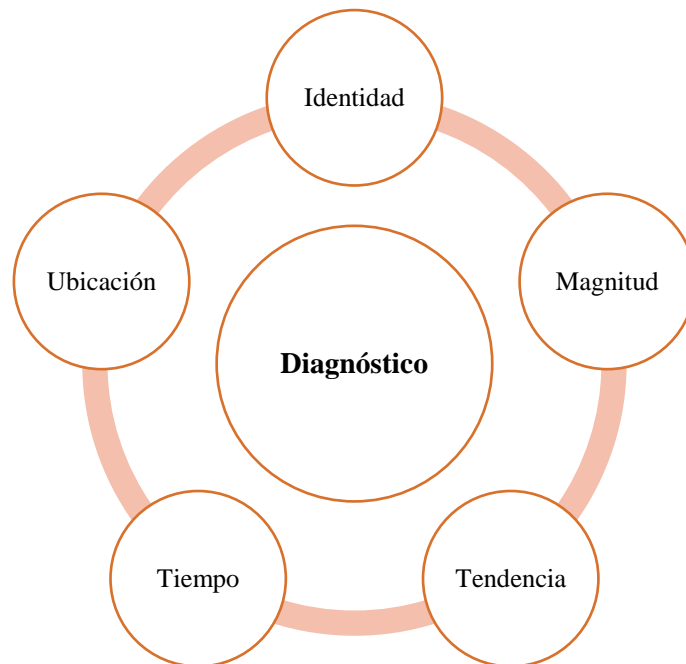 Identidad
Ubicación
Magnitud
Diagnóstico
Tiempo
Tendencia